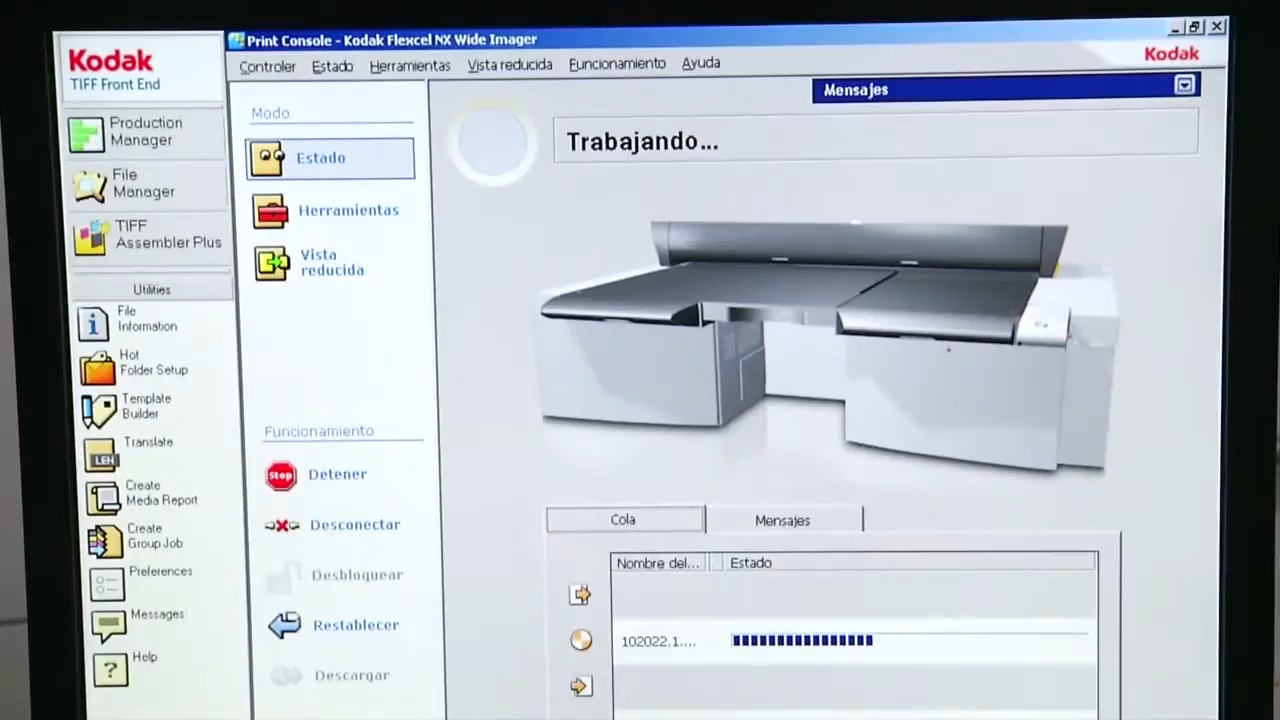 Kodak
TIFF Front End
Production
Manager
File
Manager
TIFF
Assembler Plus
Utilities
File
Information
Hot
Folder Setup
Template
Builder
Translate
LEN
Create
Media Report
Create
Group Job
Preferences
Messages
Help
Print Console - Kodak Flexcel NX Wide Imager
Controler Estado Herramientas Vista reducida Funcionamiento Ayuda
Kodak
Mensajes
Modo
Estado
Herramientas
Vista
reducida
Trabajando...
Funcionamiento
Stop
Detener
Desconectar
Desbloquear
Restablecer
Descargar
Cola
Mensajes
Nombre del...
Estado
102022.1....